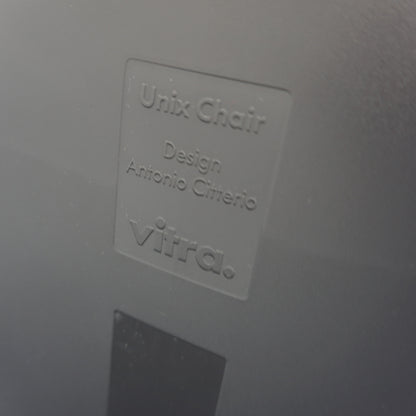 Unix Chair
Design
Antonio Citterio
vitra.